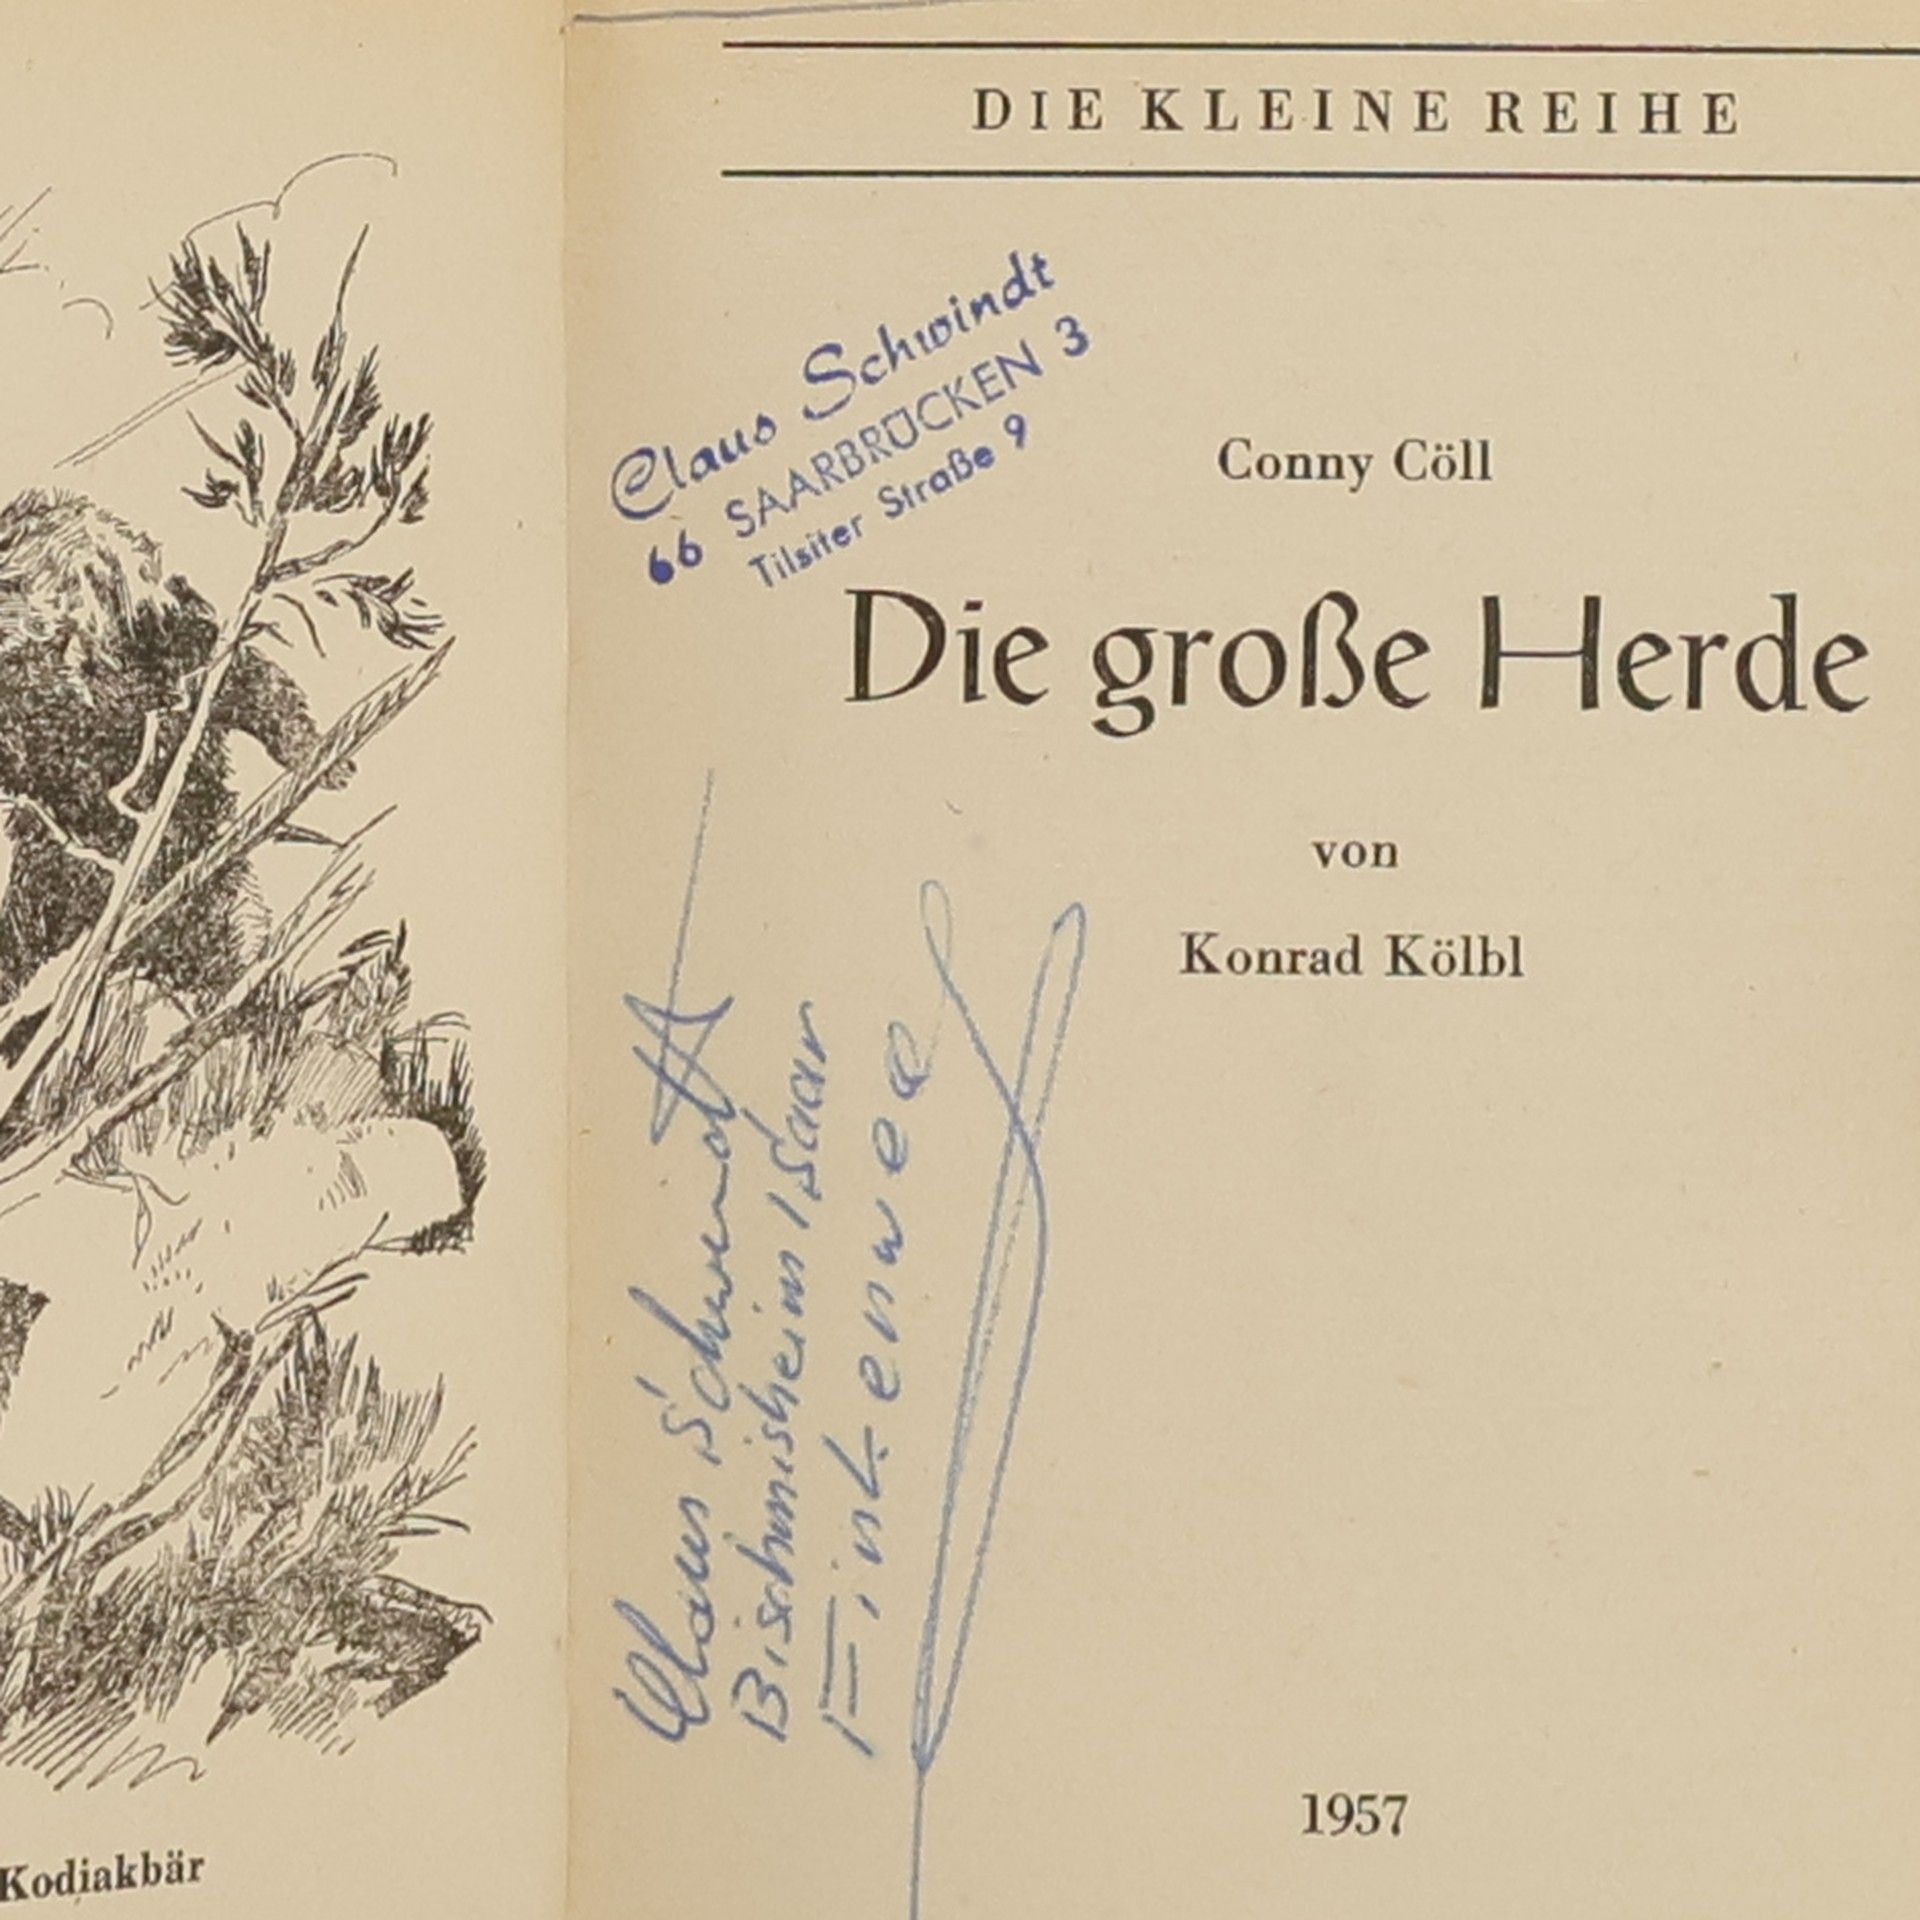 DIE KLEINE REIHE
Claus Schwindt
66 SAARBRÜCKEN 3
Tilsiter Straße 9
Conny Cöll
Die große Herde
von
Konrad Kölbl
Claus Schwindt
Bischmisheim / Saar
Finkenweg
1957
Kodiakbär